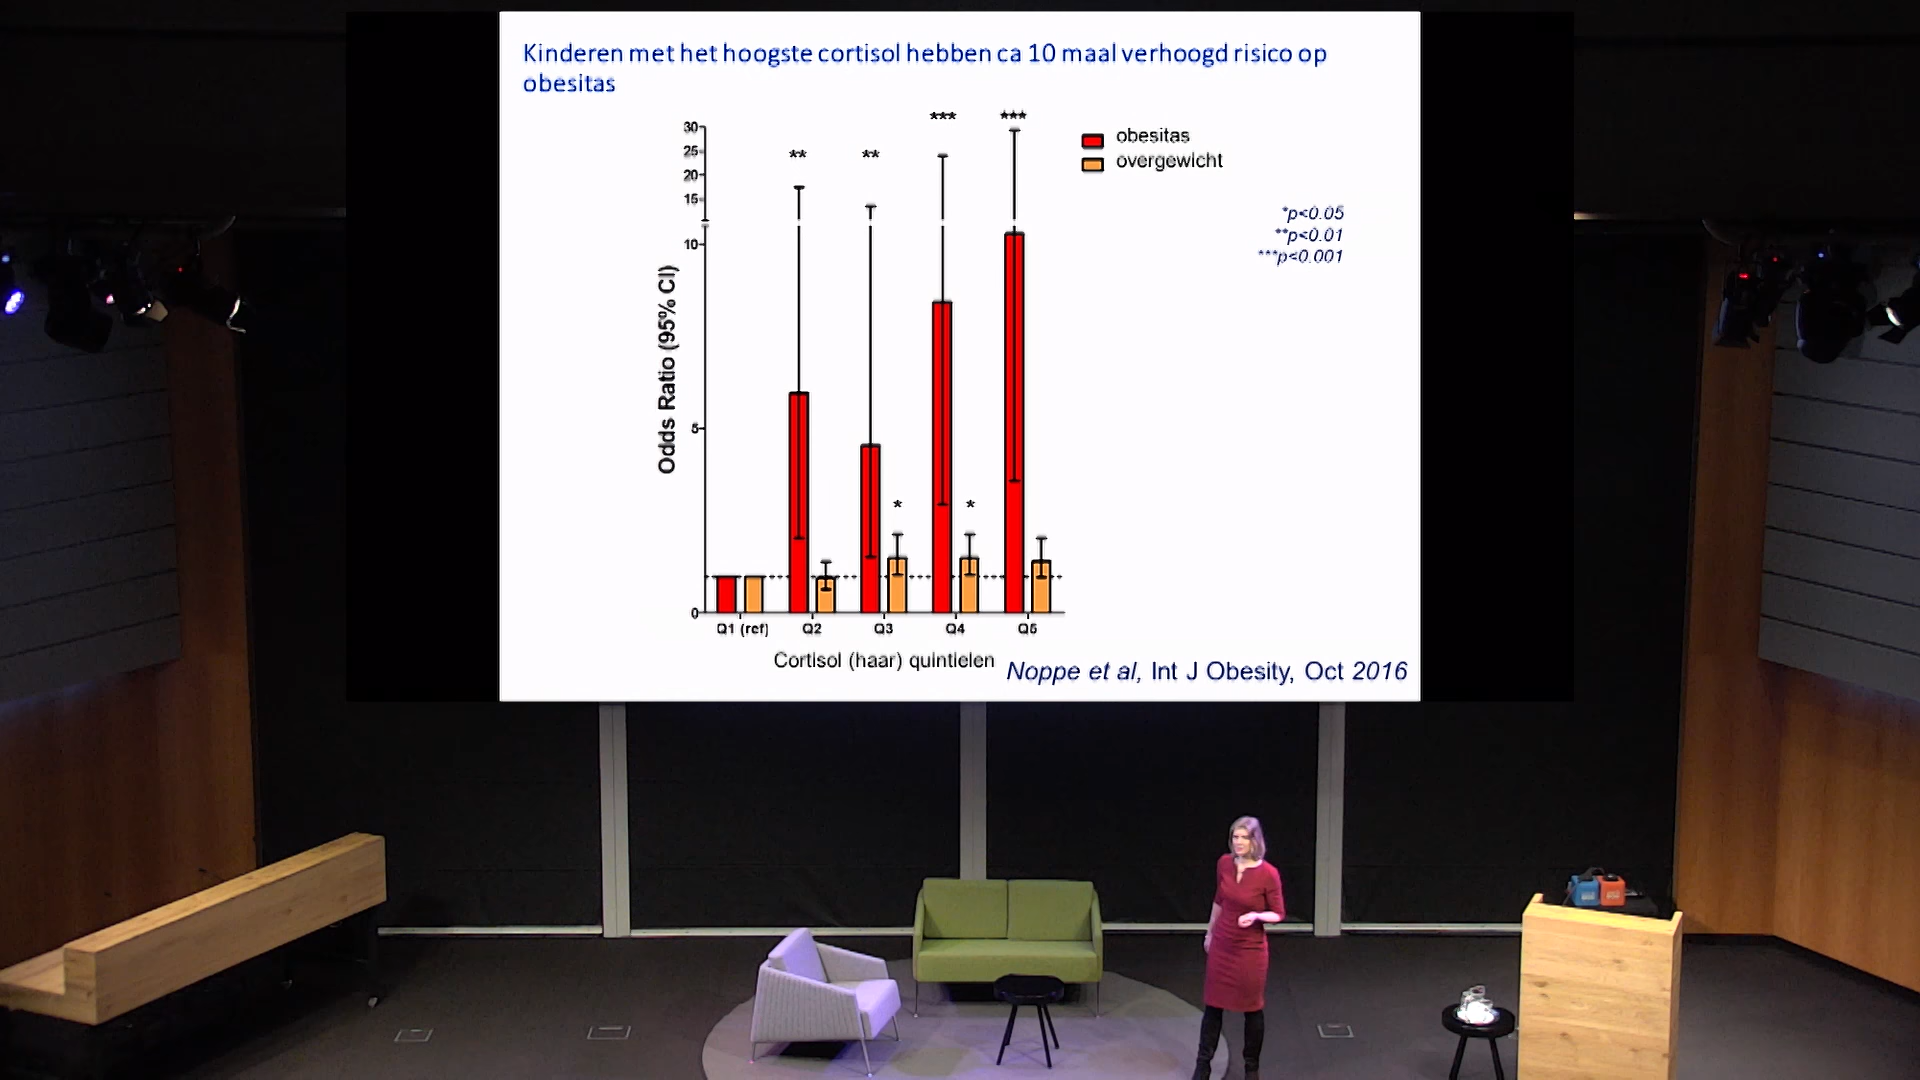 Kinderen met het hoogste cortisol hebben ca 10 maal verhoogd risico op
obesitas
** ** *** ***
30
25
20
15
10
5
0
Odds Ratio (95% CI)
* *
obesitas
overgewicht
*p<0.05
**p<0.01
***p<0.001
Q1 (ref) Q2 Q3 Q4 Q5
Cortisol (haar) quintielen
Noppe et al, Int J Obesity, Oct 2016